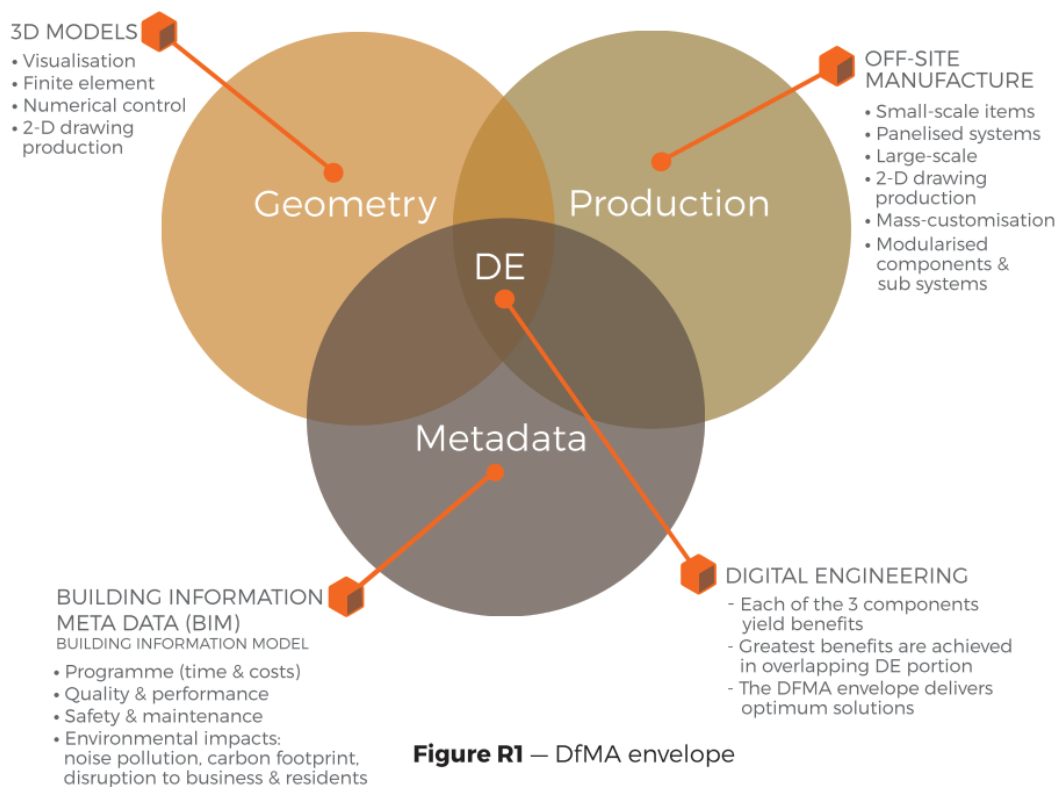 3D MODELS
• Visualisation
• Finite element
• Numerical control
• 2-D drawing
production
OFF-SITE
MANUFACTURE
• Small-scale items
• Panelised systems
• Large-scale
• 2-D drawing
production
• Mass-customisation
• Modularised
components &
sub systems
Geometry
Production
DE
Metadata
BUILDING INFORMATION
META DATA (BIM)
BUILDING INFORMATION MODEL
• Programme (time & costs)
• Quality & performance
• Safety & maintenance
• Environmental impacts:
noise pollution, carbon footprint,
disruption to business & residents
DIGITAL ENGINEERING
- Each of the 3 components
yield benefits
- Greatest benefits are achieved
in overlapping DE portion
- The DFMA envelope delivers
optimum solutions
Figure R1 — DfMA envelope